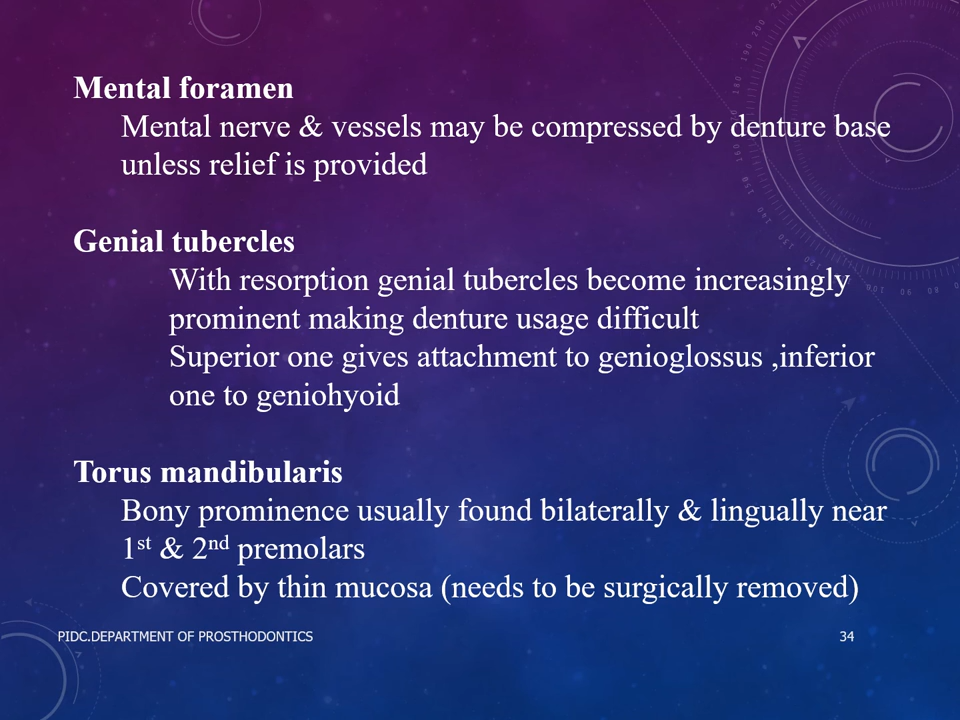 Mental foramen
Mental nerve & vessels may be compressed by denture base
unless relief is provided
Genial tubercles
With resorption genial tubercles become increasingly
prominent making denture usage difficult
Superior one gives attachment to genioglossus ,inferior
one to geniohyoid
Torus mandibularis
Bony prominence usually found bilaterally & lingually near
1st & 2nd premolars
Covered by thin mucosa (needs to be surgically removed)
PIDC.DEPARTMENT OF PROSTHODONTICS 34